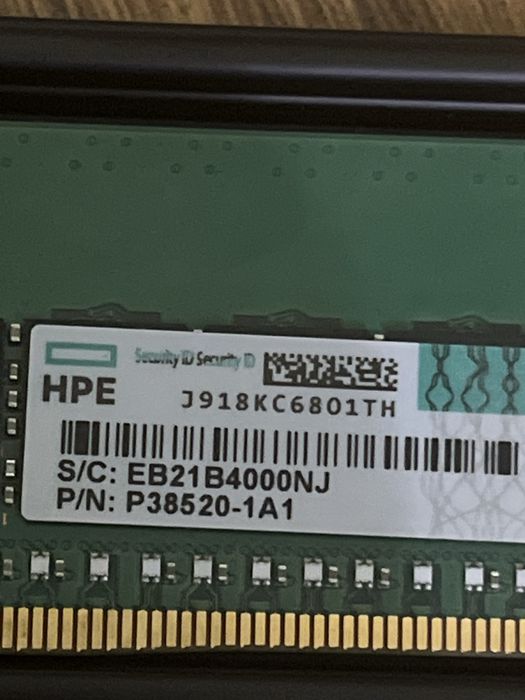 Security ID Security ID
HPE
J918KC6801TH
S/C: EB21B4000NJ
P/N: P38520-1A1